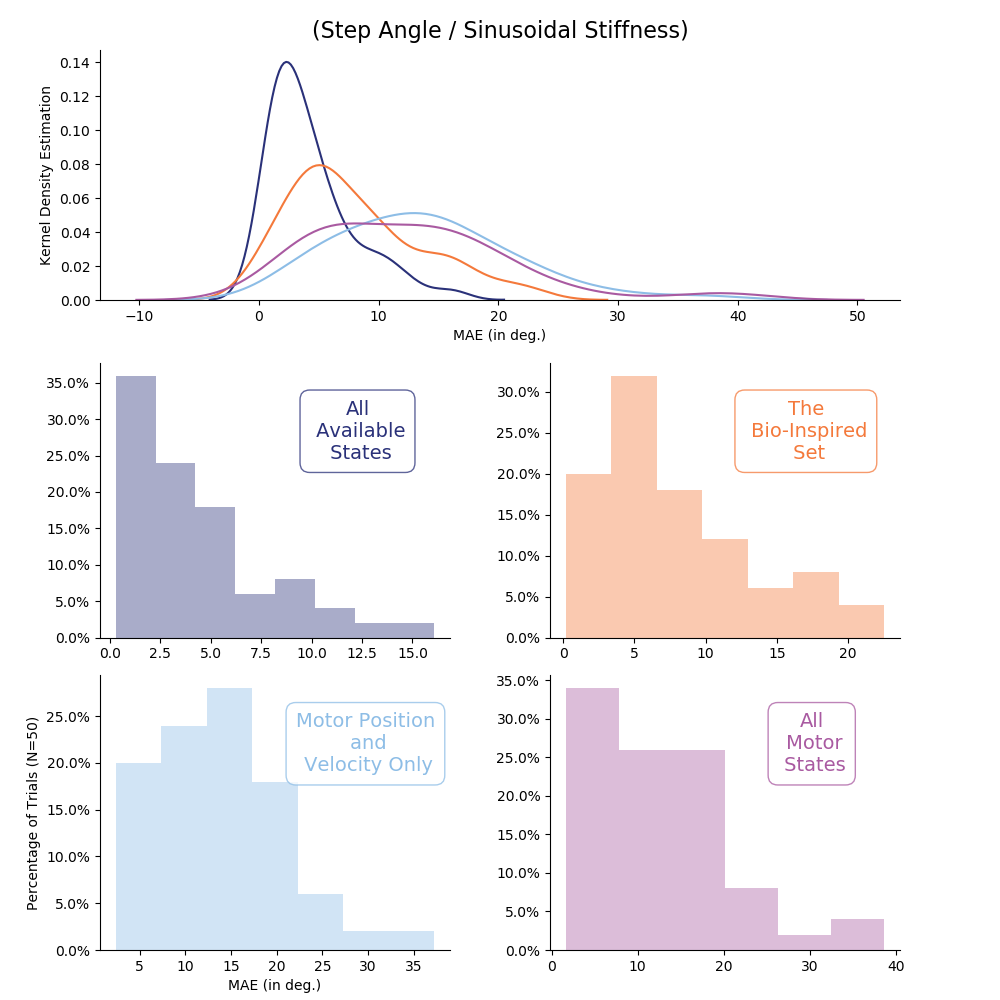 (Step Angle / Sinusoidal Stiffness)
Kernel Density Estimation
0.14
0.12
0.10
0.08
0.06
0.04
0.02
0.00
−10 0 10 20 30 40 50
MAE (in deg.)
35.0%
30.0%
25.0%
20.0%
15.0%
10.0%
5.0%
0.0%
0.0 2.5 5.0 7.5 10.0 12.5 15.0
All
Available
States
30.0%
25.0%
20.0%
15.0%
10.0%
5.0%
0.0%
0 5 10 15 20
The
Bio-Inspired
Set
Percentage of Trials (N=50)
25.0%
20.0%
15.0%
10.0%
5.0%
0.0%
5 10 15 20 25 30 35
MAE (in deg.)
Motor Position
and
Velocity Only
35.0%
30.0%
25.0%
20.0%
15.0%
10.0%
5.0%
0.0%
0 10 20 30 40
All
Motor
States